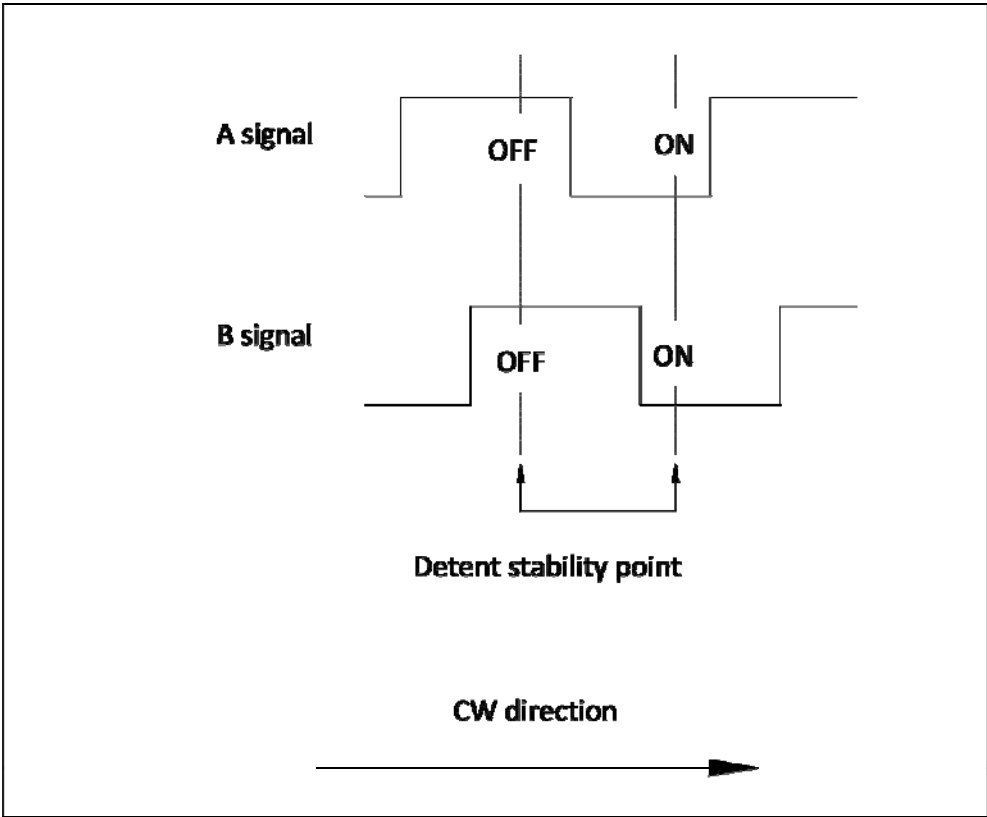 A signal
OFF
ON
B signal
OFF
ON
Detent stability point
CW direction